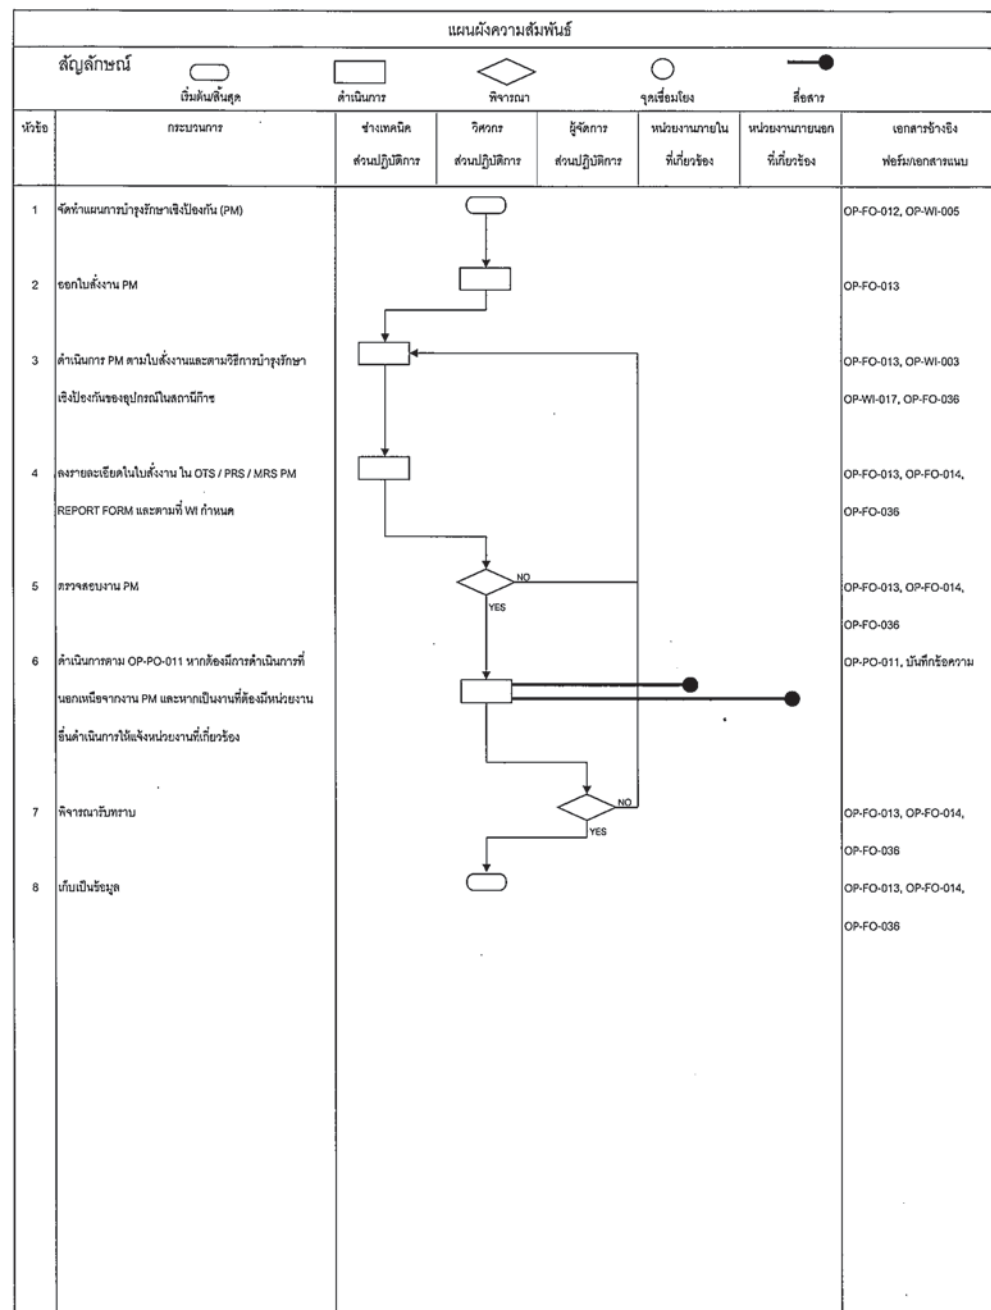 แผนผังความสัมพันธ์
สัญลักษณ์
เริ่มต้น/สิ้นสุด ดำเนินการ พิจารณา จุดเชื่อมโยง สื่อสาร
หัวข้อ กระบวนการ ช่างเทคนิค วิศวกร ผู้จัดการ หน่วยงานภายใน หน่วยงานภายนอก เอกสารอ้างอิง
ส่วนปฏิบัติการ ส่วนปฏิบัติการ ส่วนปฏิบัติการ ที่เกี่ยวข้อง ที่เกี่ยวข้อง ฟอร์ม/เอกสารแนบ
1 จัดทำแผนการบำรุงรักษาเชิงป้องกัน (PM) OP-FO-012, OP-WI-005
2 ออกใบสั่งงาน PM OP-FO-013
3 ดำเนินการ PM ตามใบสั่งงานและตามวิธีการบำรุงรักษา OP-FO-013, OP-WI-003
เชิงป้องกันของอุปกรณ์ในสถานีก๊าซ OP-WI-017, OP-FO-036
4 ลงรายละเอียดในใบสั่งงาน ใน OTS / PRS / MRS PM OP-FO-013, OP-FO-014,
REPORT FORM และตามที่ WI กำหนด OP-FO-036
NO
5 ตรวจสอบงาน PM OP-FO-013, OP-FO-014,
YES
OP-FO-036
6 ดำเนินการตาม OP-PO-011 หากต้องมีการดำเนินการที่ OP-PO-011, บันทึกข้อความ
นอกเหนือจากงาน PM และหากเป็นงานที่ต้องมีหน่วยงาน
อื่นดำเนินการให้แจ้งหน่วยงานที่เกี่ยวข้อง
NO
7 พิจารณารับทราบ OP-FO-013, OP-FO-014,
YES
OP-FO-036
8 เก็บเป็นข้อมูล OP-FO-013, OP-FO-014,
OP-FO-036